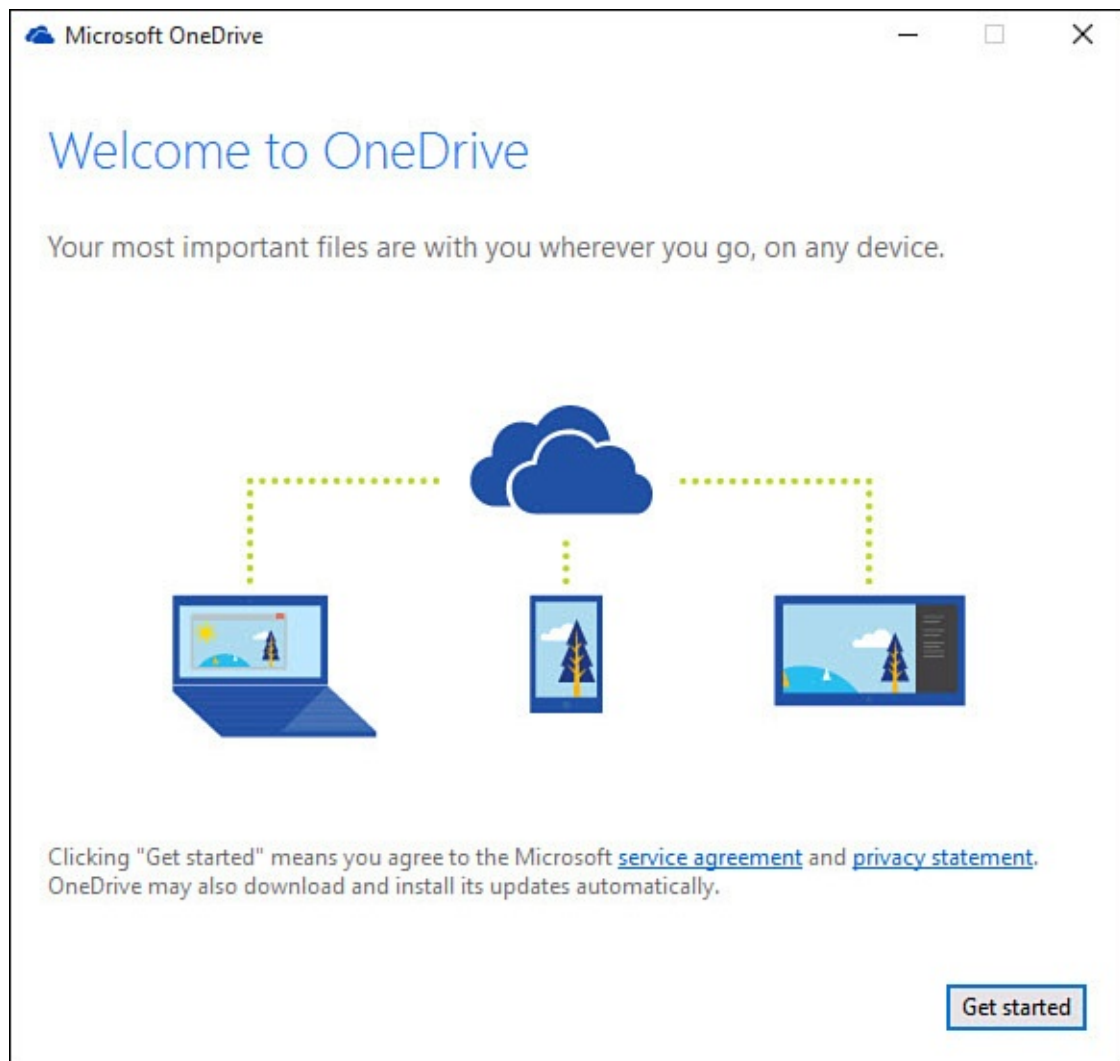 Microsoft OneDrive
Welcome to OneDrive
Your most important files are with you wherever you go, on any device.
Clicking "Get started" means you agree to the Microsoft service agreement and privacy statement.
OneDrive may also download and install its updates automatically.
Get started